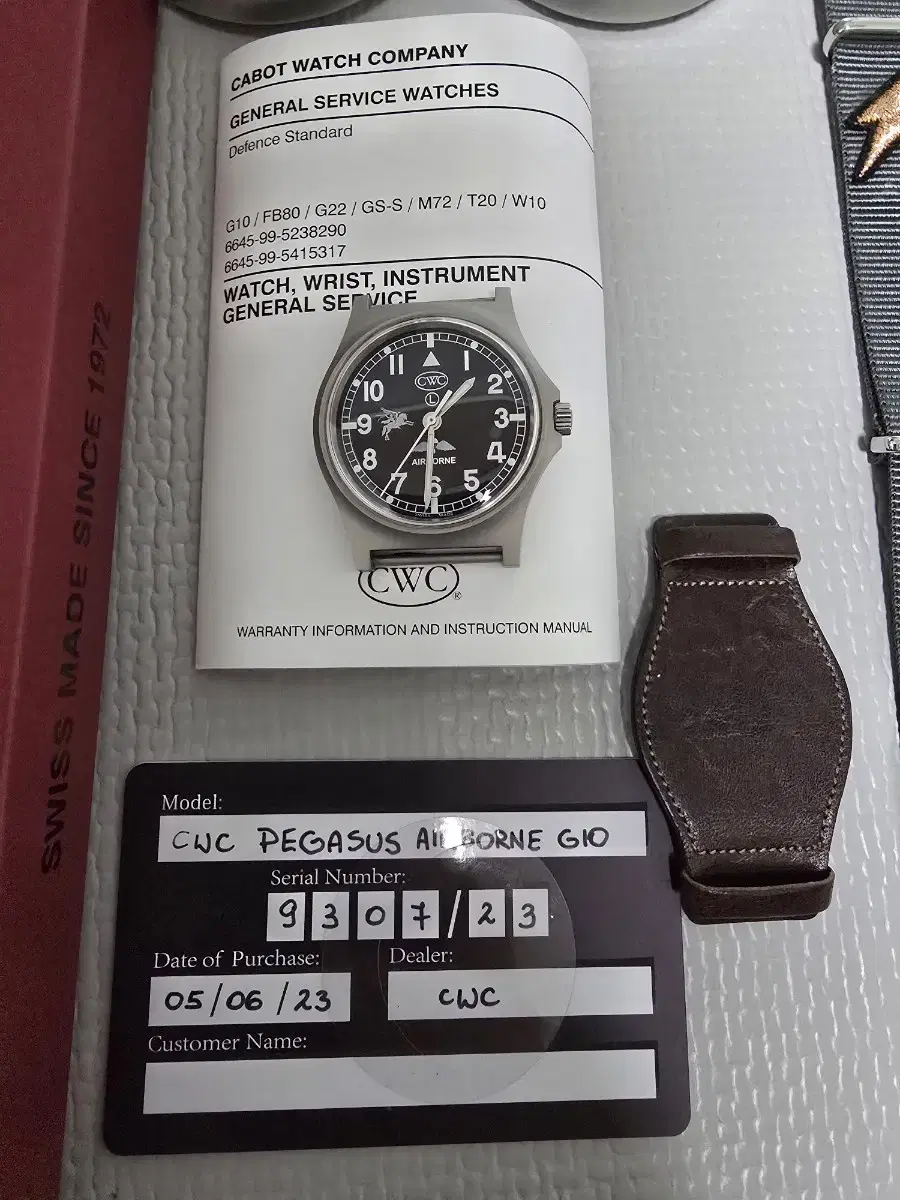 CABOT WATCH COMPANY
GENERAL SERVICE WATCHES
Defence Standard
G10 / FB80 / G22 / GS-S / M72 / T20 / W10
6645-99-5238290
6645-99-5415317
WATCH, WRIST, INSTRUMENT
GENERAL SERVICE
11 1
10 2
CWC
L
9 3
8 4
AIRBORNE
7 6 5
CWC
®
WARRANTY INFORMATION AND INSTRUCTION MANUAL
SWISS MADE SINCE 1972
Model:
CWC PEGASUS AIRBORNE G10
Serial Number:
9307/23
Date of Purchase:
05/06/23
Dealer:
CWC
Customer Name: